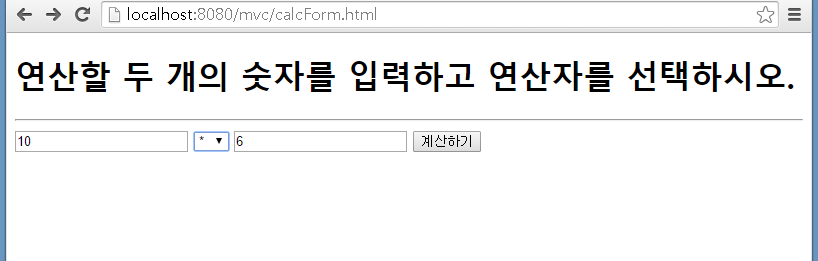 localhost:8080/mvc/calcForm.html
연산할 두 개의 숫자를 입력하고 연산자를 선택하시오.
10 * 6 계산하기